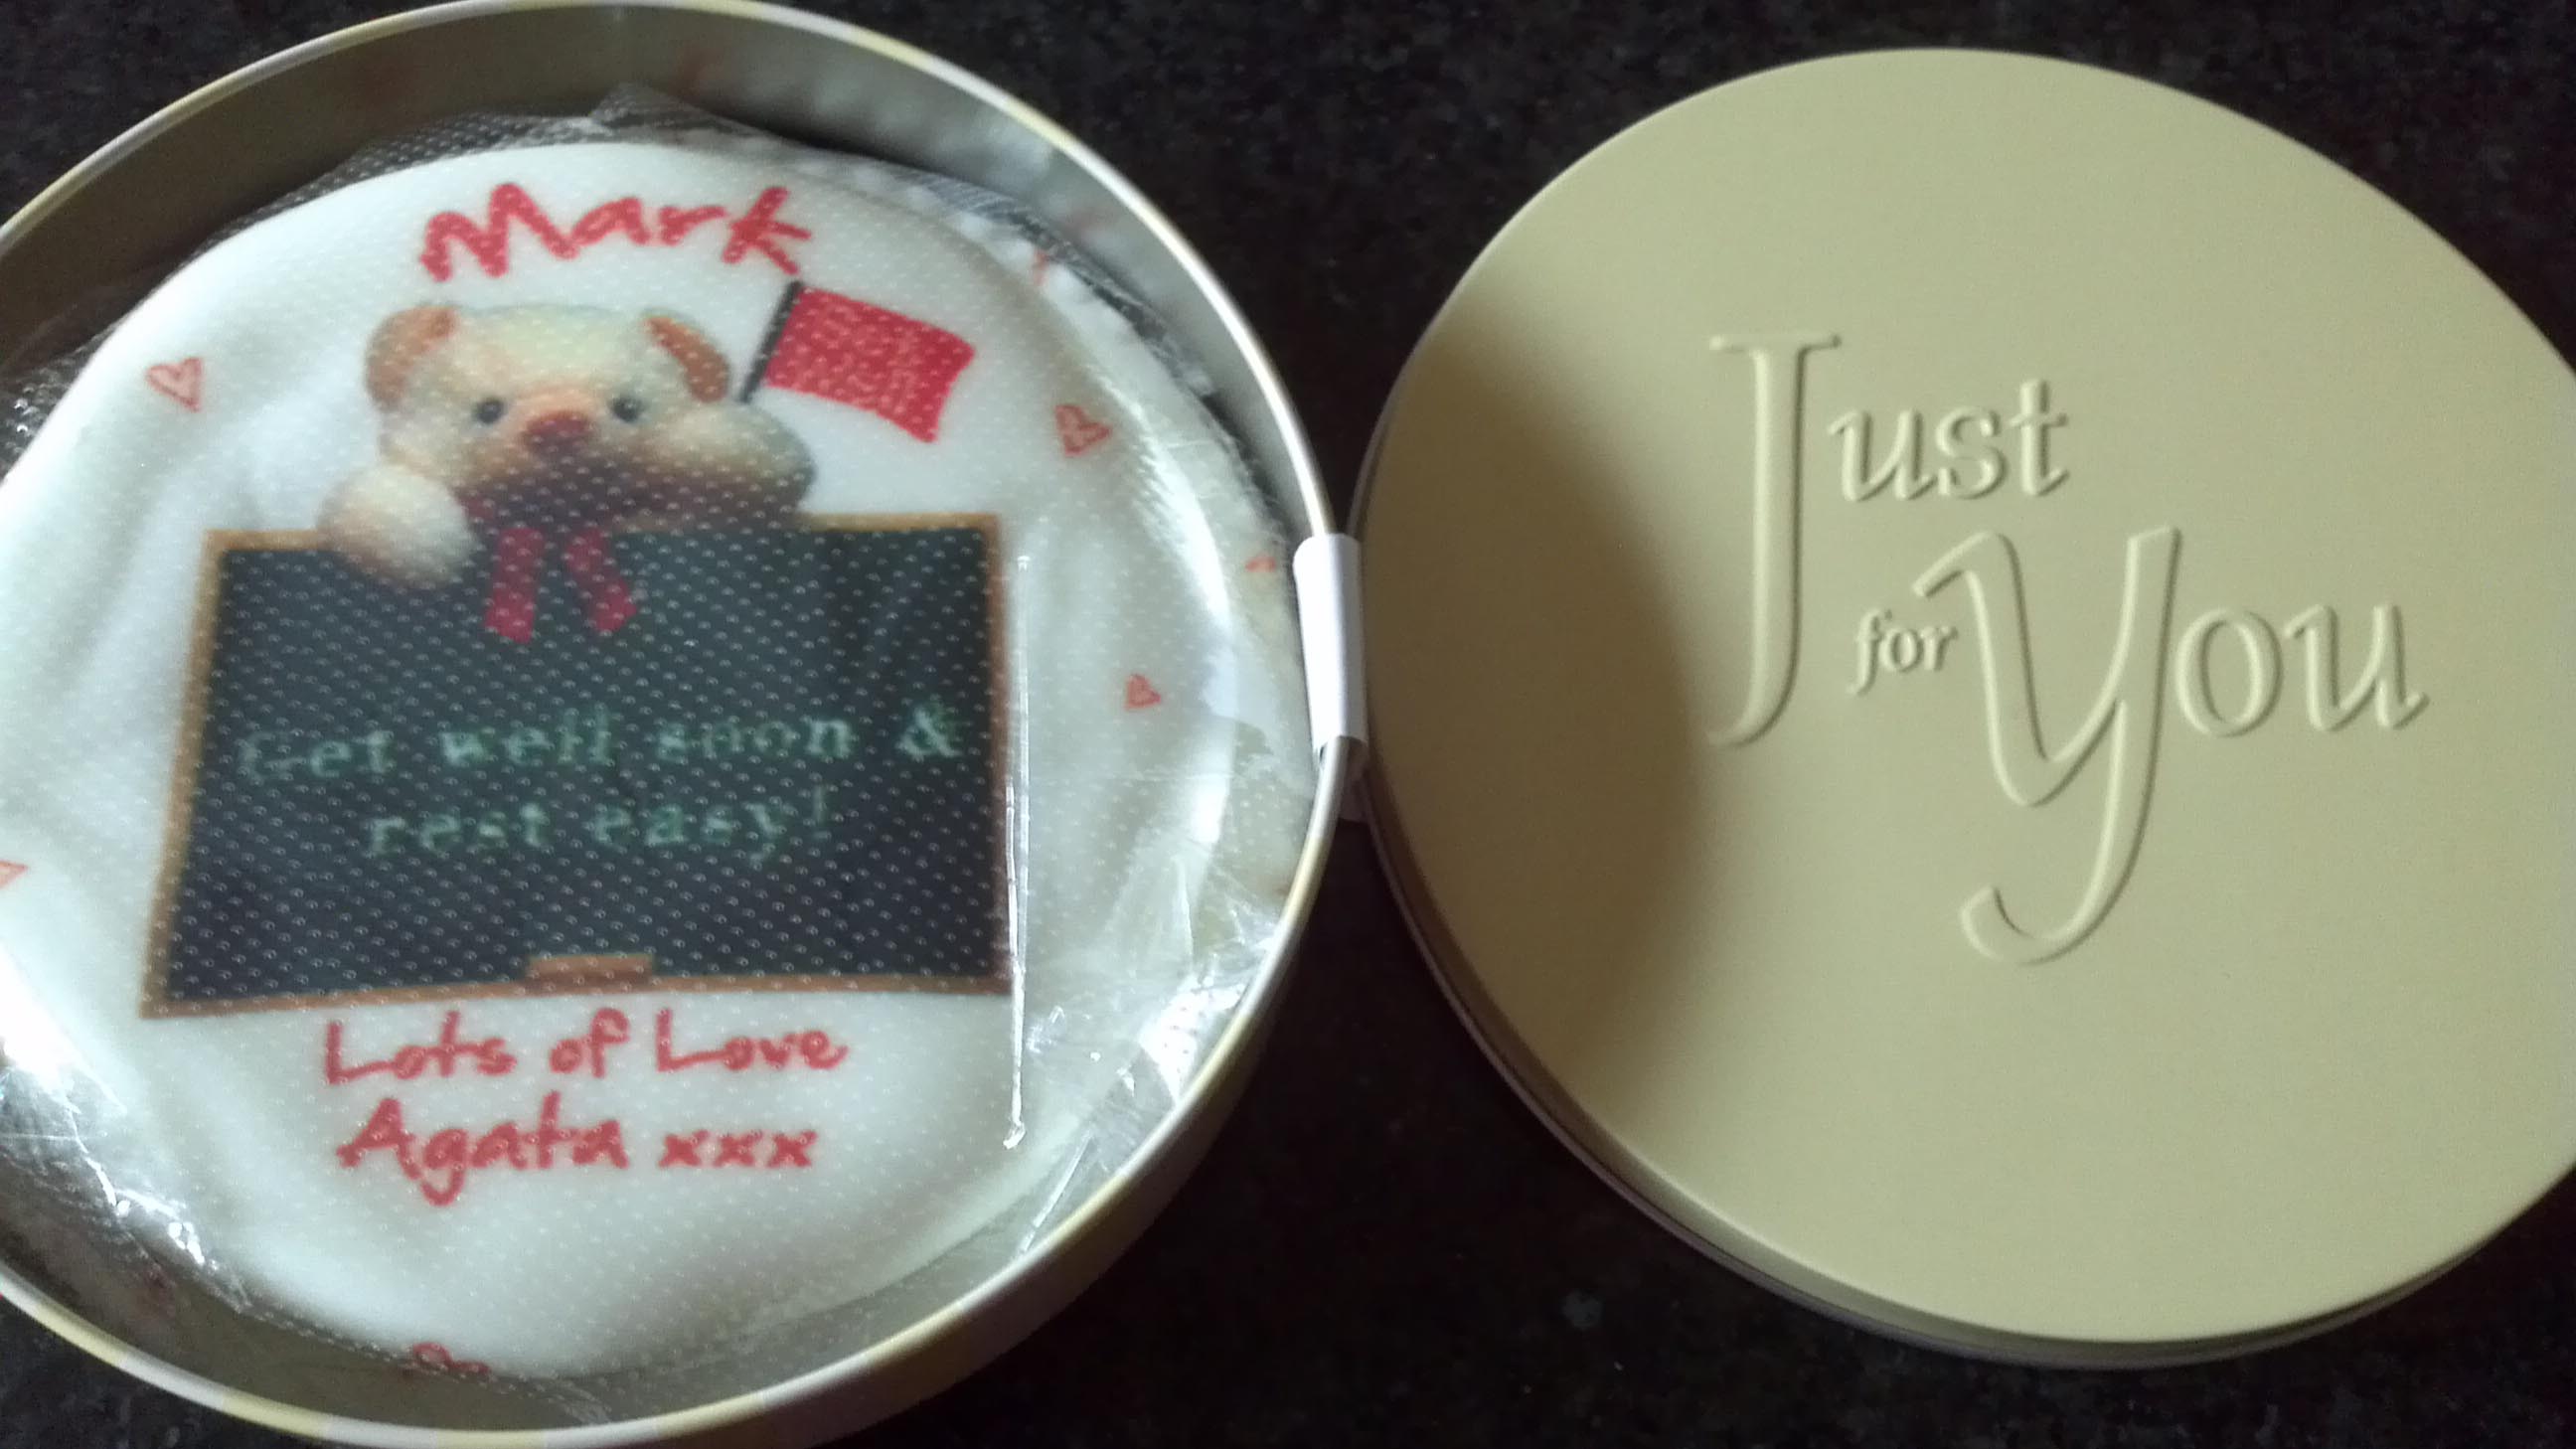 Mark
Get well soon &
rest easy!
Lots of Love
Agata xxx
Just
for You